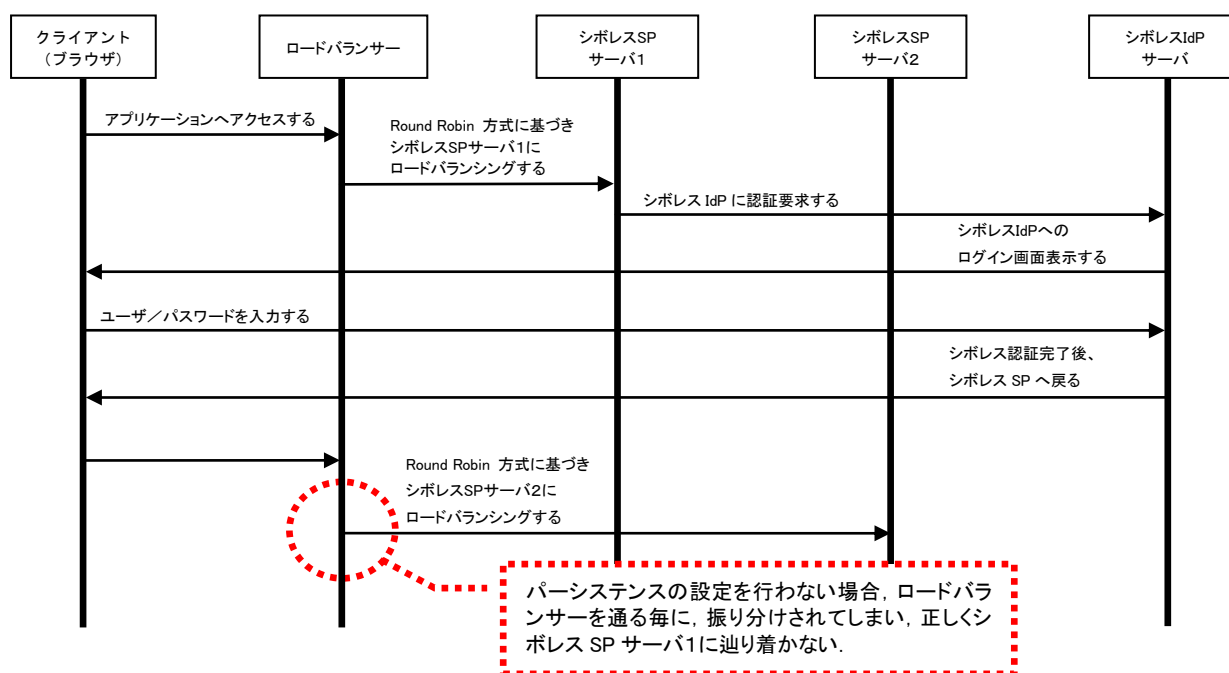 クライアント
（ブラウザ）
ロードバランサー
シボレスSP
サーバ1
シボレスSP
サーバ2
シボレスIdP
サーバ
アプリケーションへアクセスする
Round Robin 方式に基づき
シボレスSPサーバ1に
ロードバランシングする
シボレス IdP に認証要求する
シボレスIdPへの
ログイン画面表示する
ユーザ／パスワードを入力する
シボレス認証完了後、
シボレス SP へ戻る
Round Robin 方式に基づき
シボレスSPサーバ2に
ロードバランシングする
パーシステンスの設定を行わない場合，ロードバラ
ンサーを通る毎に，振り分けされてしまい，正しくシ
ボレス SP サーバ1に辿り着かない．